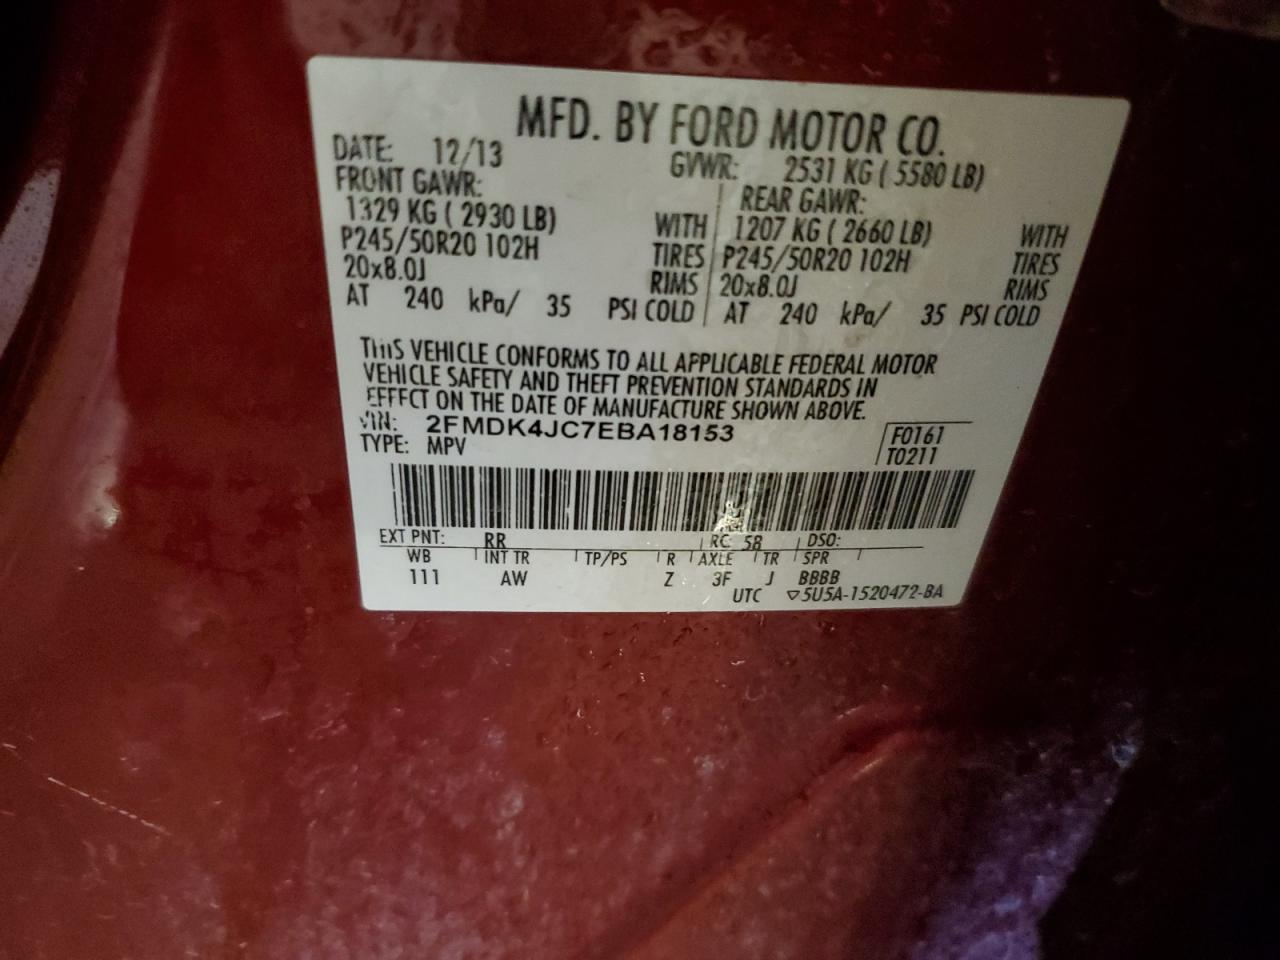 MFD. BY FORD MOTOR CO.
DATE: 12/13 GVWR: 2531 KG ( 5580 LB)
FRONT GAWR: REAR GAWR:
1329 KG ( 2930 LB) WITH 1207 KG ( 2660 LB) WITH
P245/50R20 102H TIRES P245/50R20 102H TIRES
20x8.0J RIMS 20x8.0J RIMS
AT 240 kPa/ 35 PSI COLD AT 240 kPa/ 35 PSI COLD
THIS VEHICLE CONFORMS TO ALL APPLICABLE FEDERAL MOTOR
VEHICLE SAFETY AND THEFT PREVENTION STANDARDS IN
EFFECT ON THE DATE OF MANUFACTURE SHOWN ABOVE.
VIN: 2FMDK4JC7EBA18153 F0161
TYPE: MPV T0211
EXT PNT: RR RC: 58 DSO:
WB INT TR TP/PS R AXLE TR SPR
111 AW Z 3F J BBBB
UTC ▽5U5A-1520472-BA